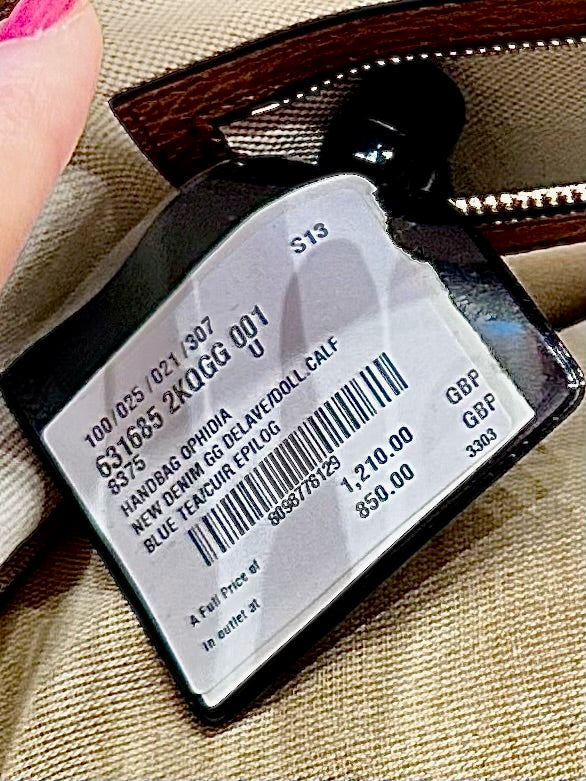 S13
100/025 /021 /307
631685 2KQGG 001
8375 U
HANDBAG OPHIDIA
NEW DENIM GG DELAVE/DOLL.CALF
BLUE TEA/CUIR EPILOG
8098778129
A Full Price of 1,210.00 GBP
In outlet at 850.00 GBP
3303